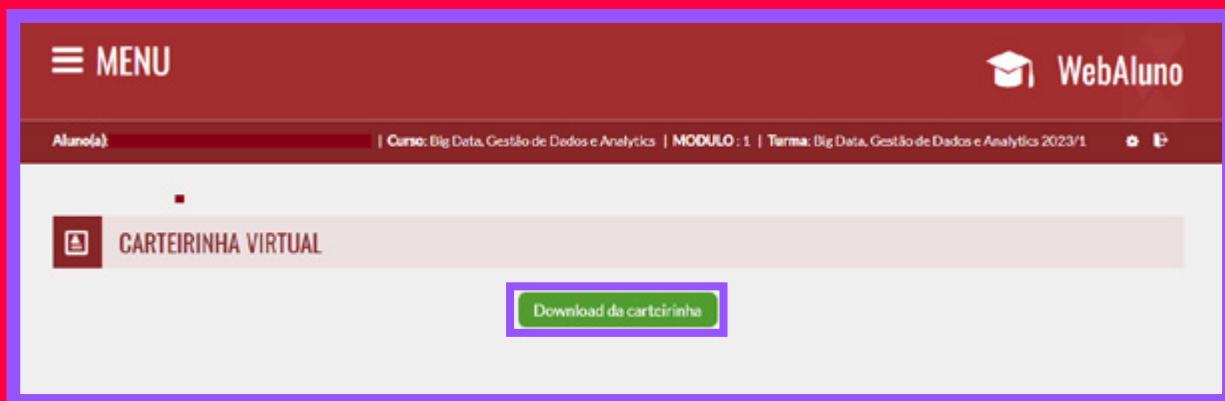 MENU
WebAluno
Aluno(a): | Curso: Big Data, Gestão de Dados e Analytics | MODULO : 1 | Turma: Big Data, Gestão de Dados e Analytics 2023/1
CARTEIRINHA VIRTUAL
Download da carteirinha